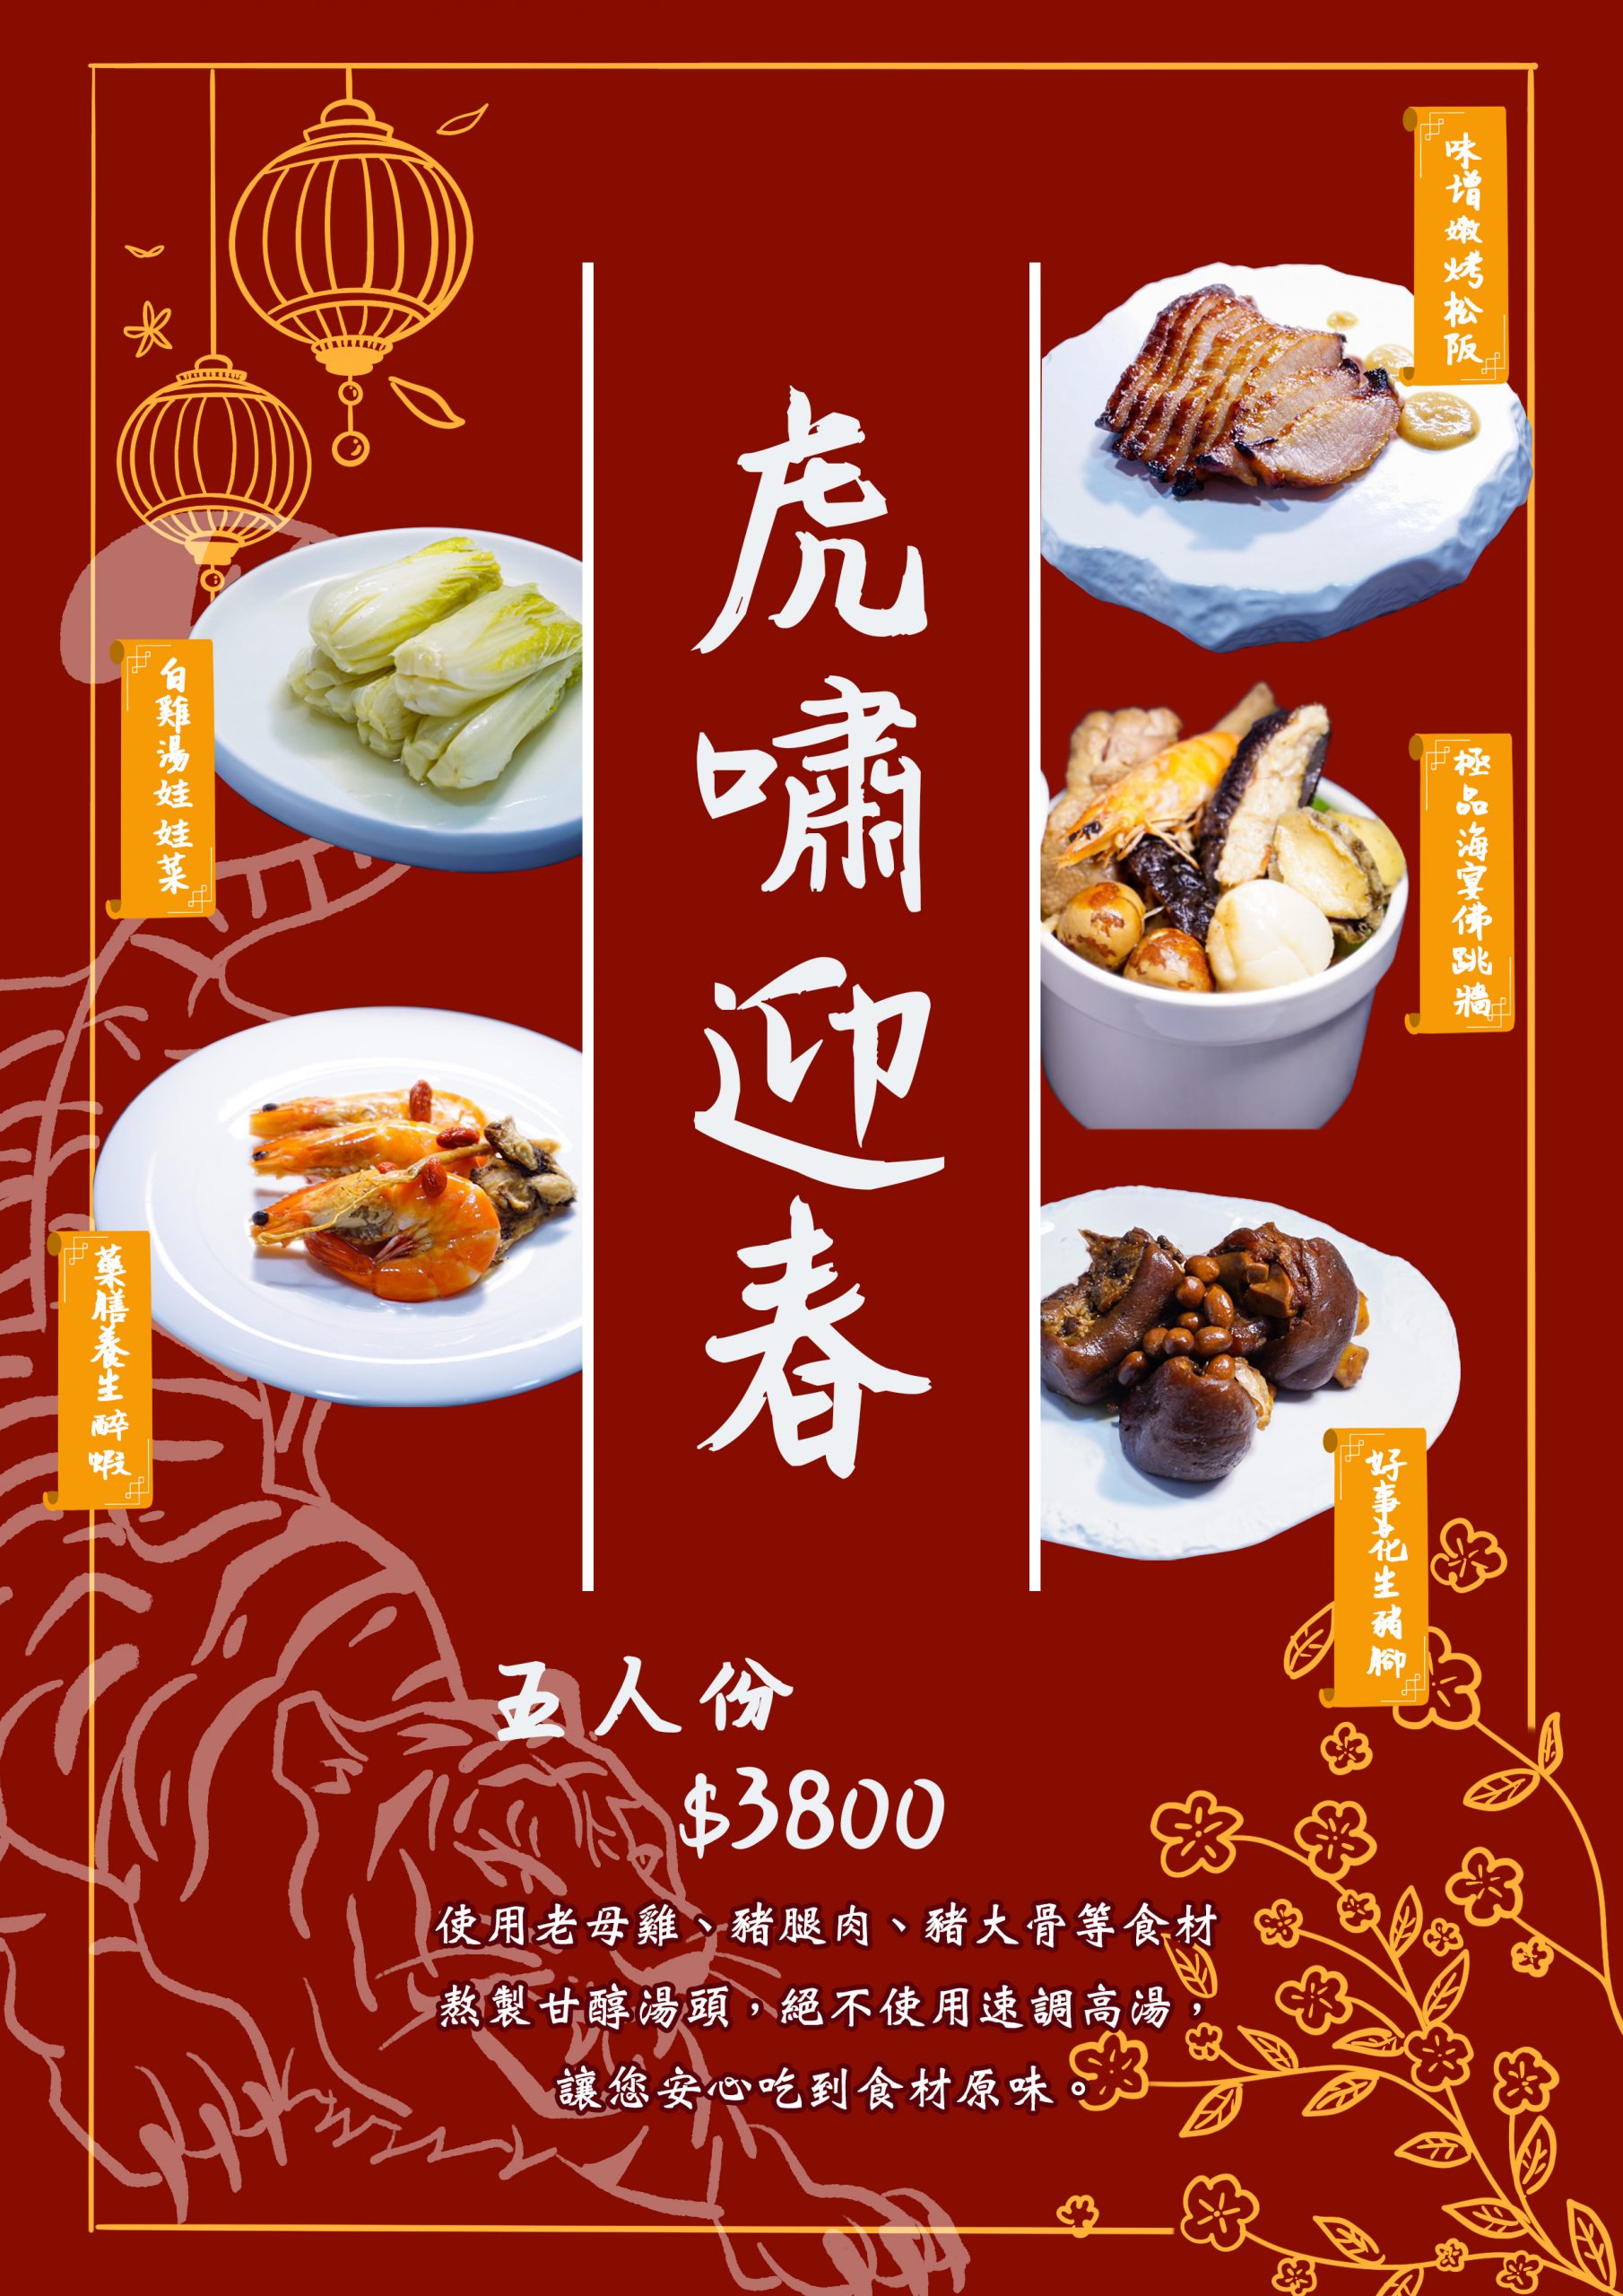 虎嘯迎春
味增嫩烤松阪
極品海宴佛跳牆
好事花生豬腳
白雞湯娃娃菜
藥膳養生醉蝦
五人份
$3800
使用老母雞、豬腿肉、豬大骨等食材
熬製甘醇湯頭，絕不使用速調高湯，
讓您安心吃到食材原味。